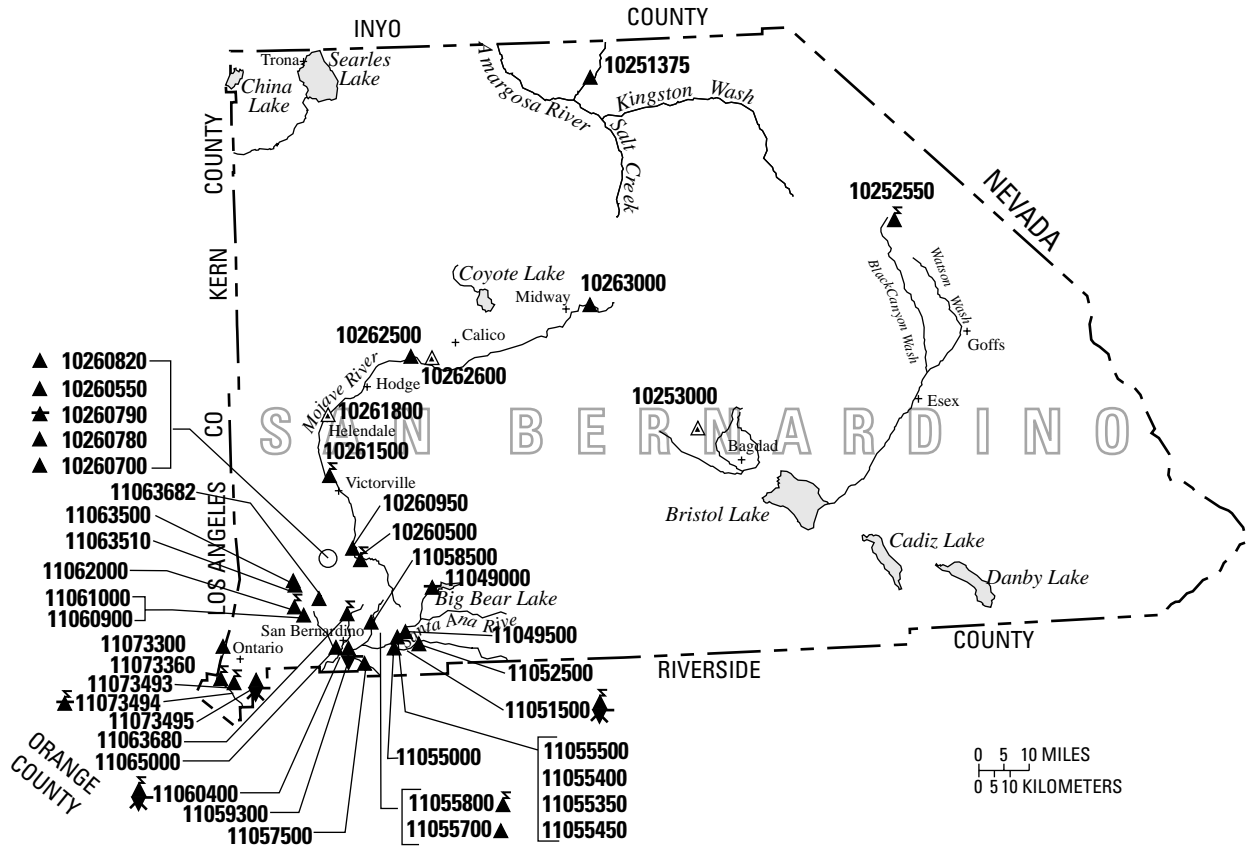 INYO
COUNTY
Trona
Searles
Lake
China
Lake
Amargosa River
10251375
Kingston Wash
Salt Creek
COUNTY
KERN
NEVADA
10252550
Black Canyon Wash
Watson Wash
Goffs
Essex
Coyote Lake
Midway
10263000
10262500
Calico
10262600
Mojave River
Hodge
10261800
Helendale
10261500
Victorville
10253000
Bagdad
SAN BERNARDINO
Bristol Lake
Cadiz Lake
Danby Lake
10260820
10260550
10260790
10260780
10260700
CO
LOS ANGELES
11063682
11063500
11063510
11062000
11061000
11060900
10260950
10260500
11058500
11049000
Big Bear Lake
San Bernardino
Santa Ana River
11049500
11052500
11051500
COUNTY
RIVERSIDE
11073300
Ontario
11073360
11073493
11073494
11073495
11063680
11065000
ORANGE
COUNTY
11060400
11059300
11057500
11055000
11055800
11055700
11055500
11055400
11055350
11055450
0 5 10 MILES
0 5 10 KILOMETERS